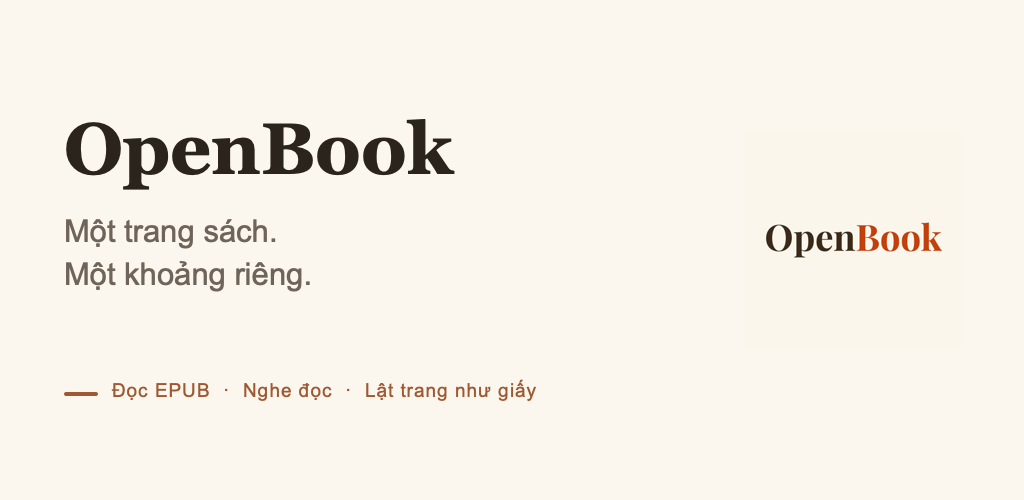 OpenBook
Một trang sách.
Một khoảng riêng.
Đọc EPUB · Nghe đọc · Lật trang như giấy
OpenBook